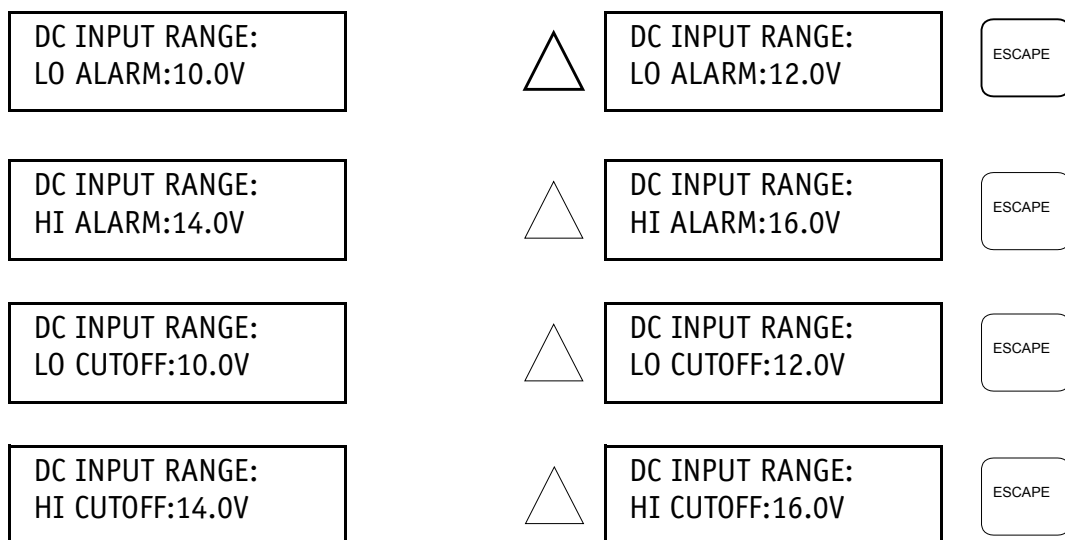 DC INPUT RANGE:
LO ALARM:10.0V
DC INPUT RANGE:
LO ALARM:12.0V
ESCAPE
DC INPUT RANGE:
HI ALARM:14.0V
DC INPUT RANGE:
HI ALARM:16.0V
ESCAPE
DC INPUT RANGE:
LO CUTOFF:10.0V
DC INPUT RANGE:
LO CUTOFF:12.0V
ESCAPE
DC INPUT RANGE:
HI CUTOFF:14.0V
DC INPUT RANGE:
HI CUTOFF:16.0V
ESCAPE